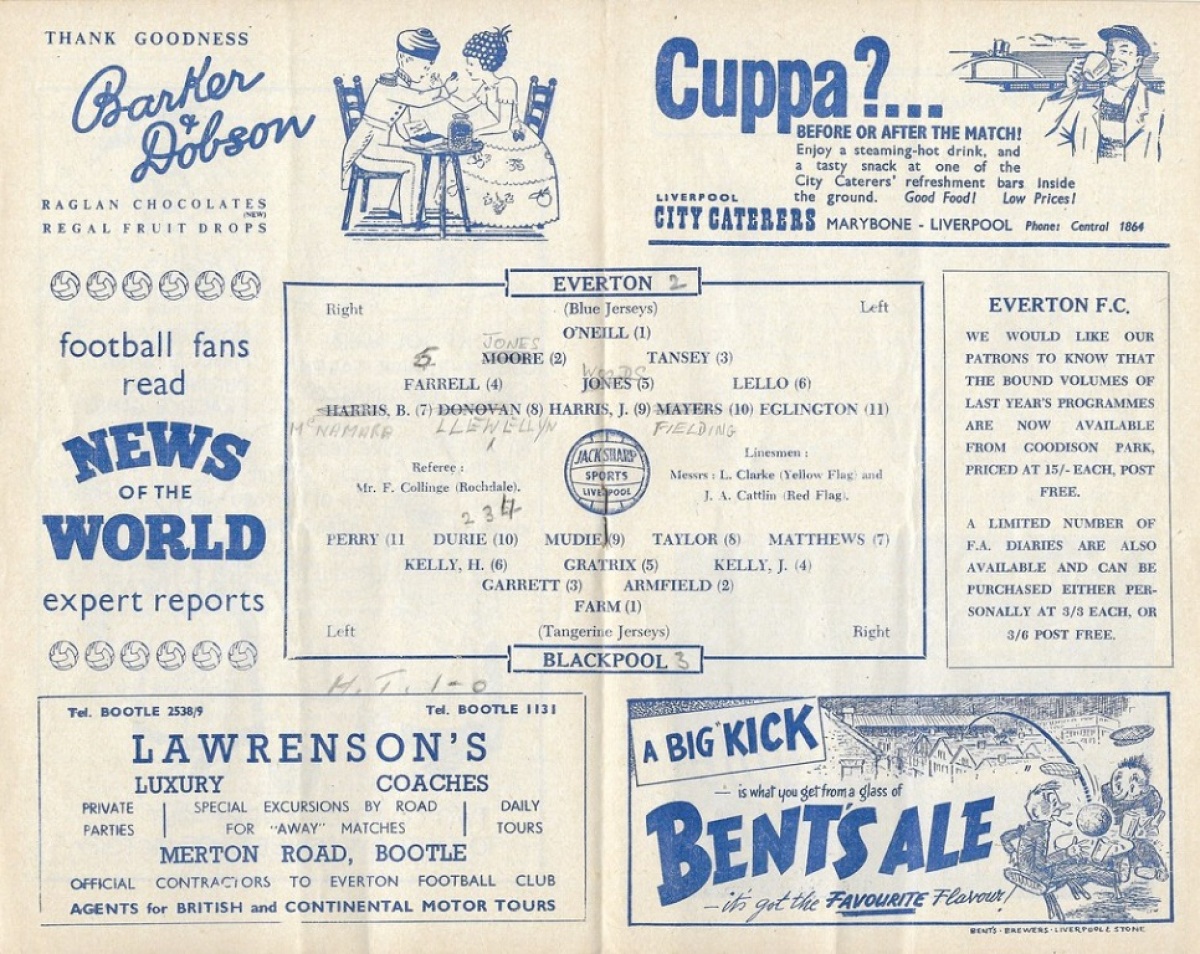 THANK GOODNESS
Barker
& Dobson
RAGLAN CHOCOLATES
(NEW)
REGAL FRUIT DROPS
Cuppa?...
BEFORE OR AFTER THE MATCH!
Enjoy a steaming-hot drink, and
a tasty snack at one of the
City Caterers' refreshment bars inside
the ground. Good Food! Low Prices!
LIVERPOOL
CITY CATERERS MARYBONE - LIVERPOOL Phone: Central 1864
football fans
read
NEWS
OF THE
WORLD
expert reports
EVERTON 2
Right (Blue Jerseys) Left
O'NEILL (1)
JONES
5 MOORE (2) TANSEY (3)
WOODS
FARRELL (4) JONES (5) LELLO (6)
HARRIS, B. (7) DONOVAN (8) HARRIS, J. (9) MAYERS (10) EGLINGTON (11)
McNAMARA LLEWELLYN FIELDING
1
Referee :
Mr. F. Collinge (Rochdale).
JACK SHARP
SPORTS
LIVERPOOL
Linesmen :
Messrs : L. Clarke (Yellow Flag) and
J. A. Cattlin (Red Flag).
2 3 4
PERRY (11 DURIE (10) MUDIE (9) TAYLOR (8) MATTHEWS (7)
KELLY, H. (6) GRATRIX (5) KELLY, J. (4)
GARRETT (3) ARMFIELD (2)
FARM (1)
Left (Tangerine Jerseys) Right
BLACKPOOL 3
H.T. 1-0
EVERTON F.C.
WE WOULD LIKE OUR
PATRONS TO KNOW THAT
THE BOUND VOLUMES OF
LAST YEAR'S PROGRAMMES
ARE NOW AVAILABLE
FROM GOODISON PARK,
PRICED AT 15/- EACH, POST
FREE.
A LIMITED NUMBER OF
F.A. DIARIES ARE ALSO
AVAILABLE AND CAN BE
PURCHASED EITHER PER-
SONALLY AT 3/3 EACH, OR
3/6 POST FREE.
Tel. BOOTLE 2538/9 Tel. BOOTLE 1131
LAWRENSON'S
LUXURY COACHES
PRIVATE SPECIAL EXCURSIONS BY ROAD DAILY
PARTIES FOR "AWAY" MATCHES TOURS
MERTON ROAD, BOOTLE
OFFICIAL CONTRACTORS TO EVERTON FOOTBALL CLUB
AGENTS for BRITISH and CONTINENTAL MOTOR TOURS
A BIG "KICK"
— is what you get from a glass of
BENT'S ALE
— it's got the FAVOURITE Flavour!
BENT'S · BREWERS · LIVERPOOL & STONE